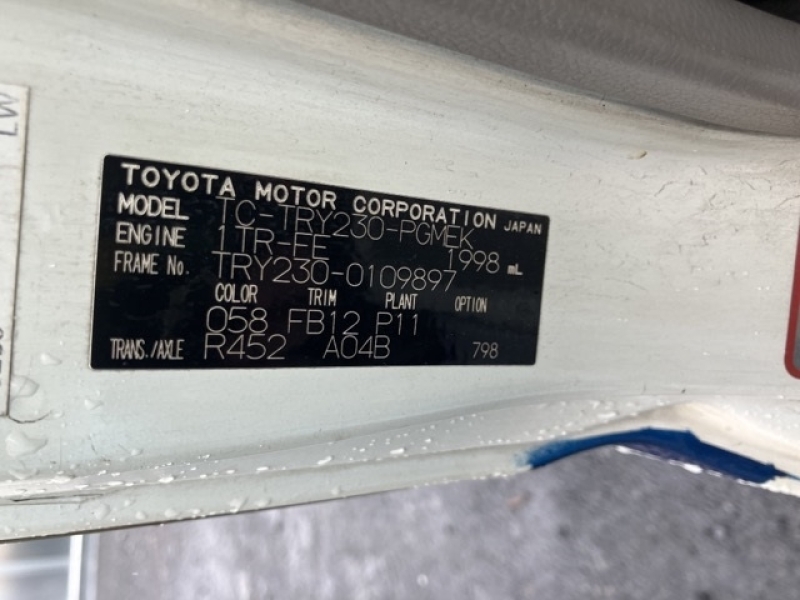 TOYOTA MOTOR CORPORATION JAPAN
MODEL TC-TRY230-PGMEK
ENGINE 1TR-FE 1998 mL
FRAME No. TRY230-0109897
COLOR TRIM PLANT OPTION
058 FB12 P11
TRANS./AXLE R452 A04B 798
LW